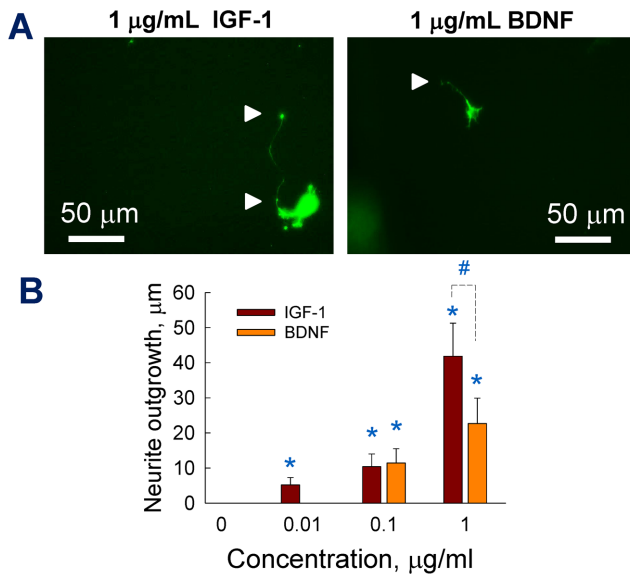 A
1 μg/mL IGF-1
1 μg/mL BDNF
50 μm
50 μm
B
#
60
50
40
30
20
10
0
Neurite outgrowth, μm
IGF-1
BDNF
*
* *
*
*
0 0.01 0.1 1
Concentration, μg/ml